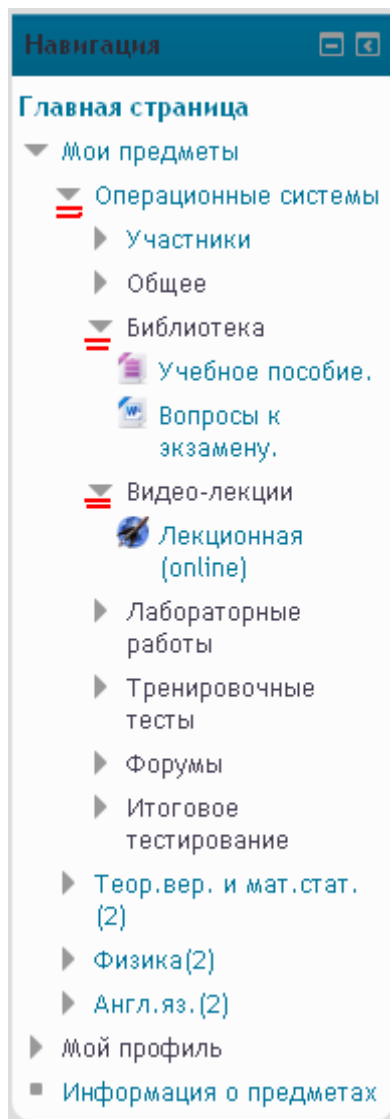 Навигация
Главная страница
Мои предметы
Операционные системы
Участники
Общее
Библиотека
Учебное пособие.
Вопросы к
экзамену.
Видео-лекции
Лекционная
(online)
Лабораторные
работы
Тренировочные
тесты
Форумы
Итоговое
тестирование
Теор.вер. и мат.стат.
(2)
Физика(2)
Англ.яз.(2)
Мой профиль
Информация о предметах